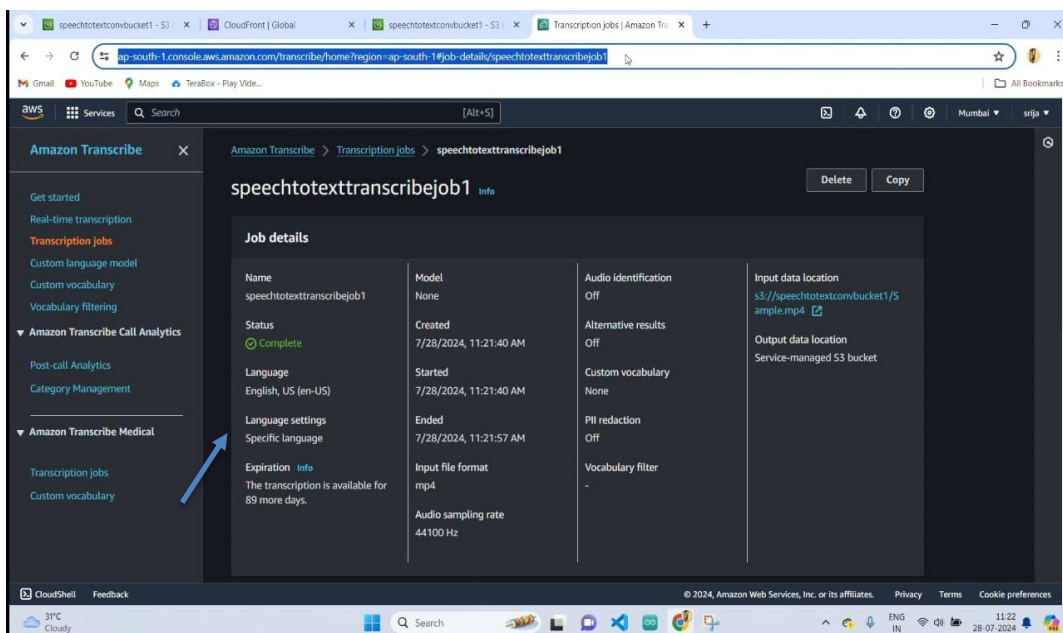 speechtotextconvbucket1 - S3
CloudFront | Global
speechtotextconvbucket1 - S3
Transcription jobs | Amazon Tra
ap-south-1.console.aws.amazon.com/transcribe/home?region=ap-south-1#job-details/speechtotexttranscribejob1
Gmail YouTube Maps TeraBox - Play Vide... All Bookmarks
aws Services Search [Alt+S] Mumbai srija
Amazon Transcribe
Get started
Real-time transcription
Transcription jobs
Custom language model
Custom vocabulary
Vocabulary filtering
Amazon Transcribe Call Analytics
Post-call Analytics
Category Management
Amazon Transcribe Medical
Transcription jobs
Custom vocabulary
Amazon Transcribe > Transcription jobs > speechtotexttranscribejob1
speechtotexttranscribejob1 Info
Delete Copy
Job details
Name
speechtotexttranscribejob1
Status
Complete
Language
English, US (en-US)
Language settings
Specific language
Expiration Info
The transcription is available for
89 more days.
Model
None
Created
7/28/2024, 11:21:40 AM
Started
7/28/2024, 11:21:40 AM
Ended
7/28/2024, 11:21:57 AM
Input file format
mp4
Audio sampling rate
44100 Hz
Audio identification
Off
Alternative results
Off
Custom vocabulary
None
PII redaction
Off
Vocabulary filter
-
Input data location
s3://speechtotextconvbucket1/S
ample.mp4
Output data location
Service-managed S3 bucket
CloudShell Feedback © 2024, Amazon Web Services, Inc. or its affiliates. Privacy Terms Cookie preferences
31°C
Cloudy
Search
ENG
IN
11:22
28-07-2024